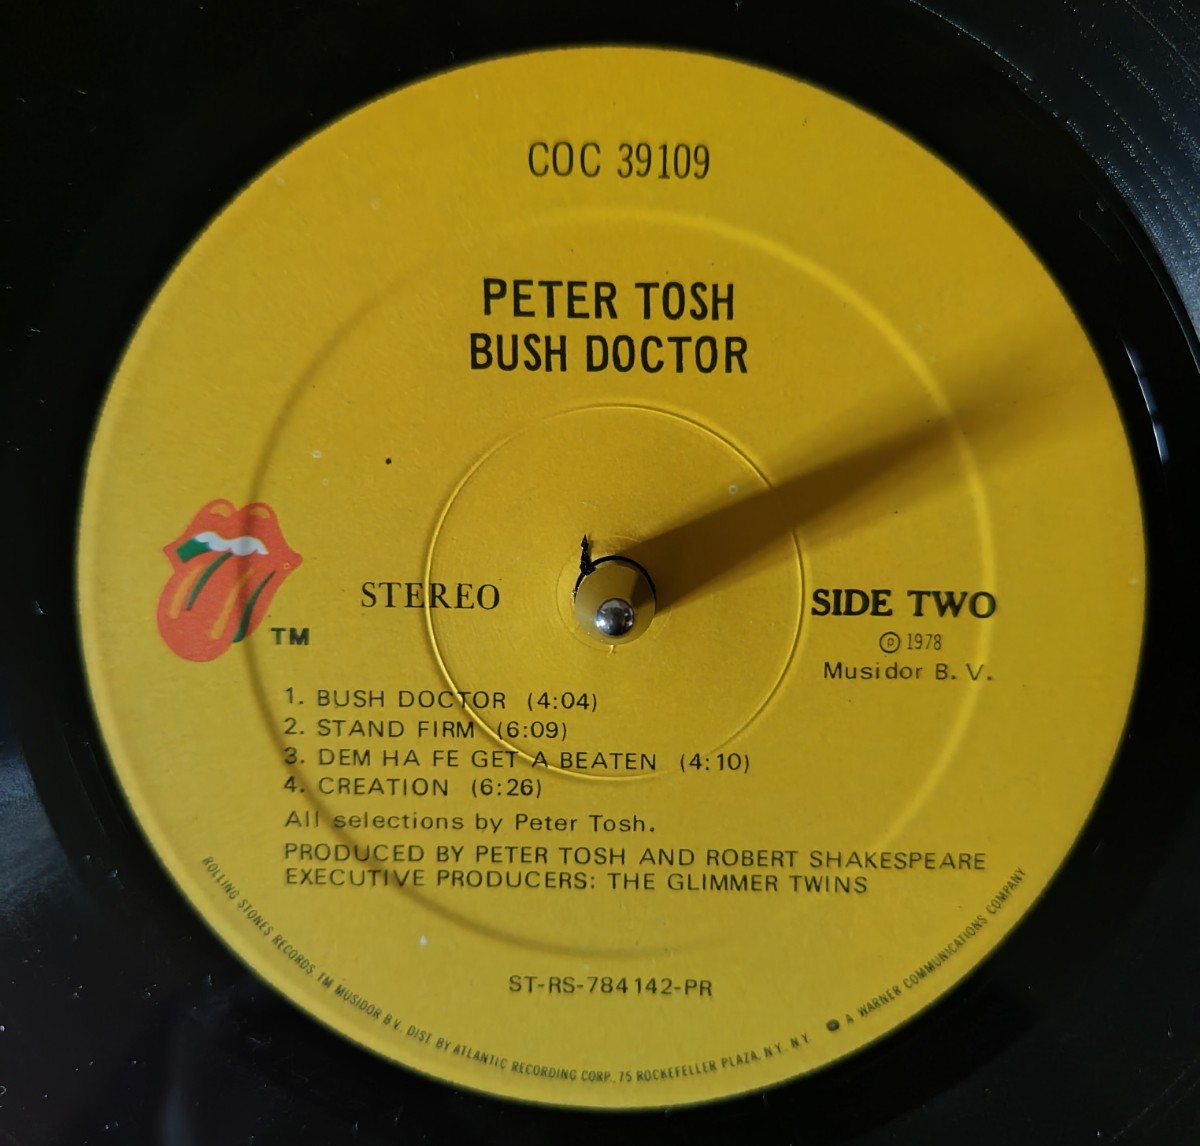 COC 39109
PETER TOSH
BUSH DOCTOR
STEREO
SIDE TWO
℗ 1978
Musidor B. V.
TM
1. BUSH DOCTOR (4:04)
2. STAND FIRM (6:09)
3. DEM HA FE GET A BEATEN (4:10)
4. CREATION (6:26)
All selections by Peter Tosh.
PRODUCED BY PETER TOSH AND ROBERT SHAKESPEARE
EXECUTIVE PRODUCERS: THE GLIMMER TWINS
ST-RS-784142-PR
ROLLING STONES RECORDS, TM MUSIDOR B.V. DIST. BY ATLANTIC RECORDING CORP., 75 ROCKEFELLER PLAZA, N.Y. N.Y. A WARNER COMMUNICATIONS COMPANY